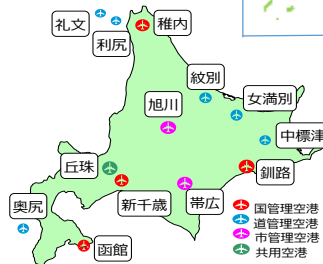 礼文
利尻
稚内
紋別
女満別
旭川
中標津
丘珠
釧路
新千歳
帯広
奥尻
函館
国管理空港
道管理空港
市管理空港
共用空港